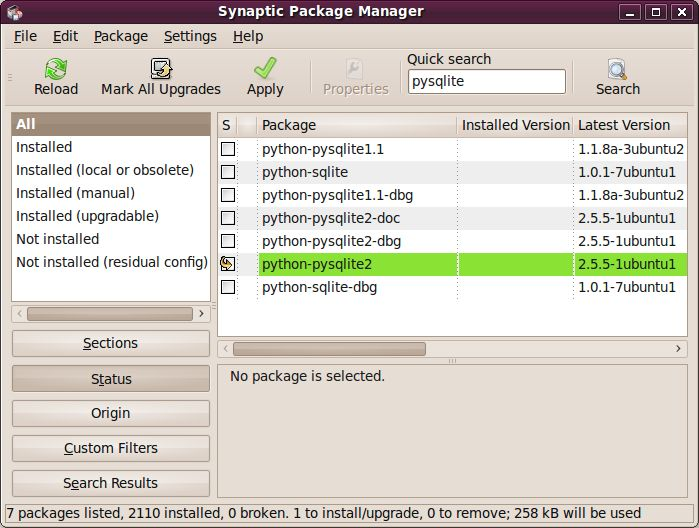 Synaptic Package Manager
File Edit Package Settings Help
Reload Mark All Upgrades Apply Properties Quick search pysqlite Search
All
Installed
Installed (local or obsolete)
Installed (manual)
Installed (upgradable)
Not installed
Not installed (residual config)
Sections
Status
Origin
Custom Filters
Search Results
S Package Installed Version Latest Version
python-pysqlite1.1 1.1.8a-3ubuntu2
python-sqlite 1.0.1-7ubuntu1
python-pysqlite1.1-dbg 1.1.8a-3ubuntu2
python-pysqlite2-doc 2.5.5-1ubuntu1
python-pysqlite2-dbg 2.5.5-1ubuntu1
python-pysqlite2 2.5.5-1ubuntu1
python-sqlite-dbg 1.0.1-7ubuntu1
No package is selected.
7 packages listed, 2110 installed, 0 broken. 1 to install/upgrade, 0 to remove; 258 kB will be used